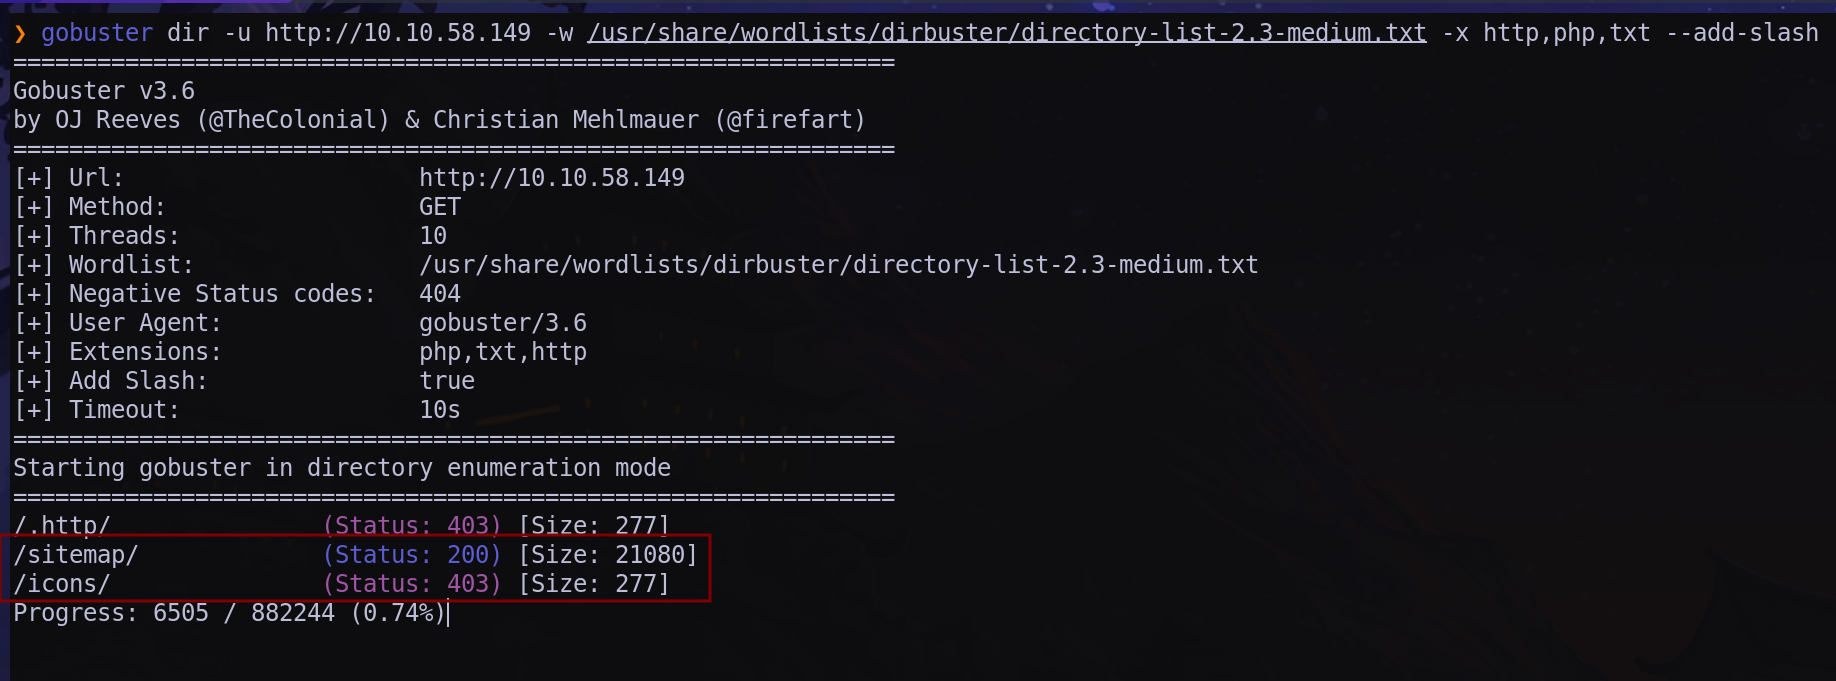 ❯ gobuster dir -u http://10.10.58.149 -w /usr/share/wordlists/dirbuster/directory-list-2.3-medium.txt -x http,php,txt --add-slash
===============================================================
Gobuster v3.6
by OJ Reeves (@TheColonial) & Christian Mehlmauer (@firefart)
===============================================================
[+] Url:                     http://10.10.58.149
[+] Method:                  GET
[+] Threads:                 10
[+] Wordlist:                /usr/share/wordlists/dirbuster/directory-list-2.3-medium.txt
[+] Negative Status codes:   404
[+] User Agent:              gobuster/3.6
[+] Extensions:              php,txt,http
[+] Add Slash:               true
[+] Timeout:                 10s
===============================================================
Starting gobuster in directory enumeration mode
===============================================================
/.http/               (Status: 403) [Size: 277]
/sitemap/             (Status: 200) [Size: 21080]
/icons/               (Status: 403) [Size: 277]
Progress: 6505 / 882244 (0.74%)